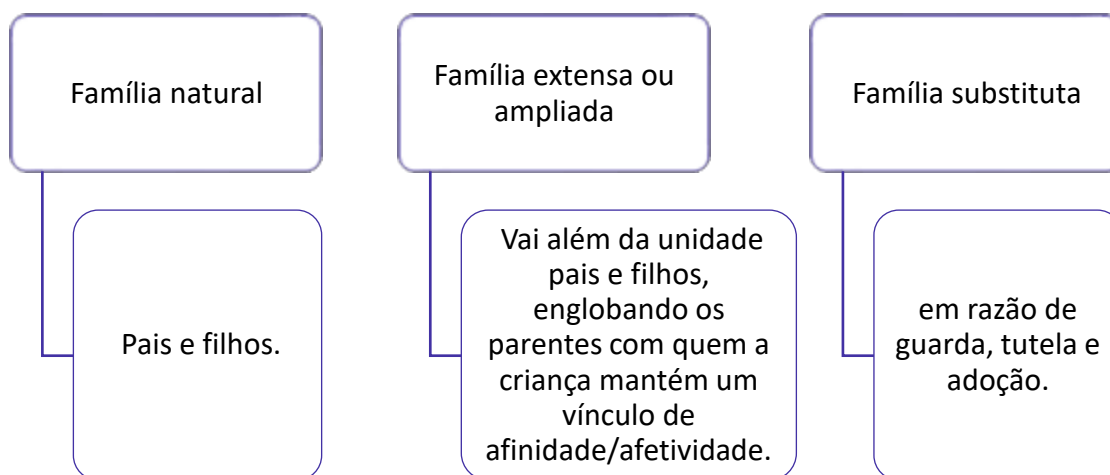 Família natural
Pais e filhos.
Família extensa ou
ampliada
Vai além da unidade
pais e filhos,
englobando os
parentes com quem a
criança mantém um
vínculo de
afinidade/afetividade.
Família substituta
em razão de
guarda, tutela e
adoção.